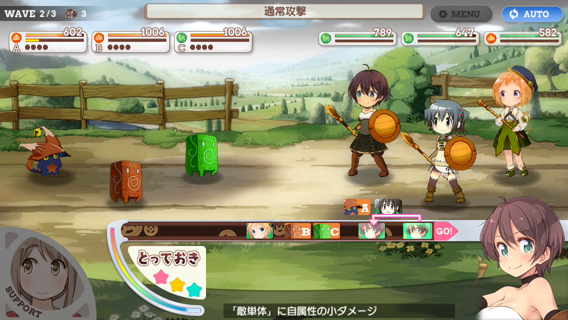 WAVE 2/3 3
通常攻撃
MENU
AUTO
602
A
1006
B
1006
C
789
647
582
A
B
C
GO!
とっておき
SUPPORT
「敵単体」に自属性の小ダメージ